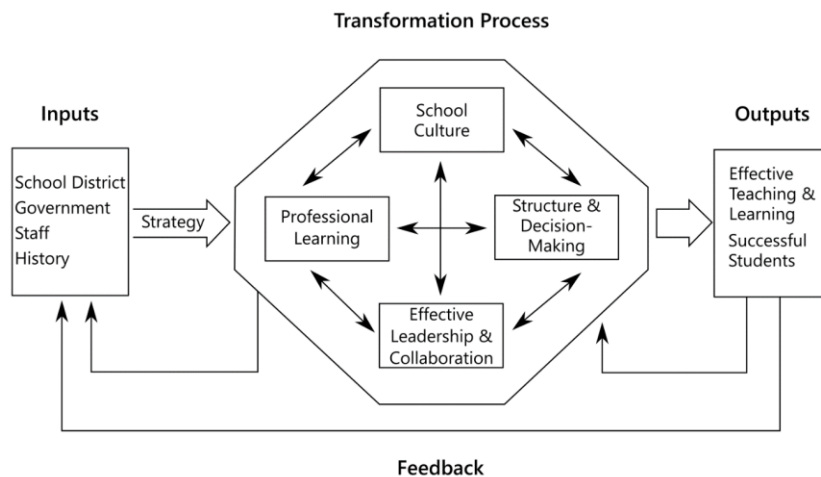 Transformation Process
Inputs
School District
Government
Staff
History
Strategy
School
Culture
Professional
Learning
Structure &
Decision-
Making
Effective
Leadership &
Collaboration
Outputs
Effective
Teaching &
Learning
Successful
Students
Feedback